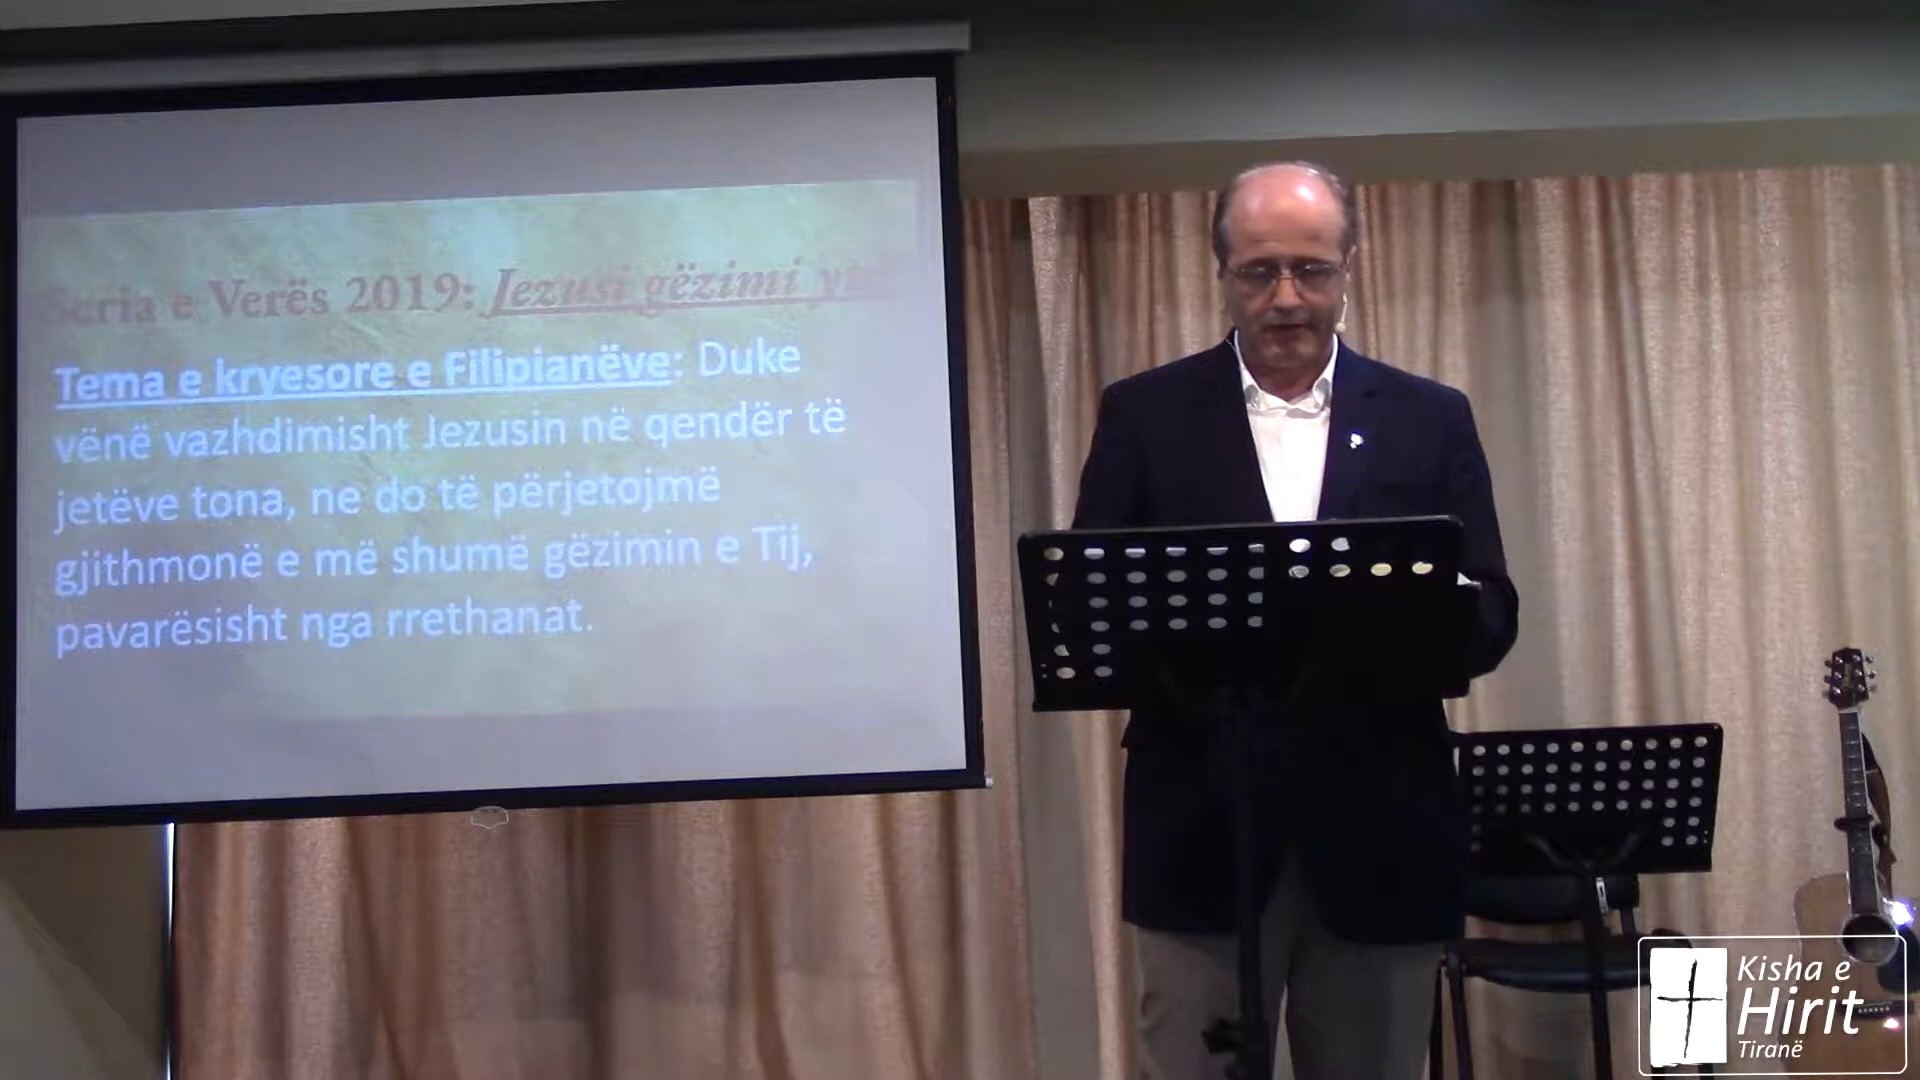 Seria e Verës 2019: Jezusi gëzimi ynë
Tema e kryesore e Filipianëve: Duke
vënë vazhdimisht Jezusin në qendër të
jetëve tona, ne do të përjetojmë
gjithmonë e më shumë gëzimin e Tij,
pavarësisht nga rrethanat.
Kisha e
Hirit
Tiranë